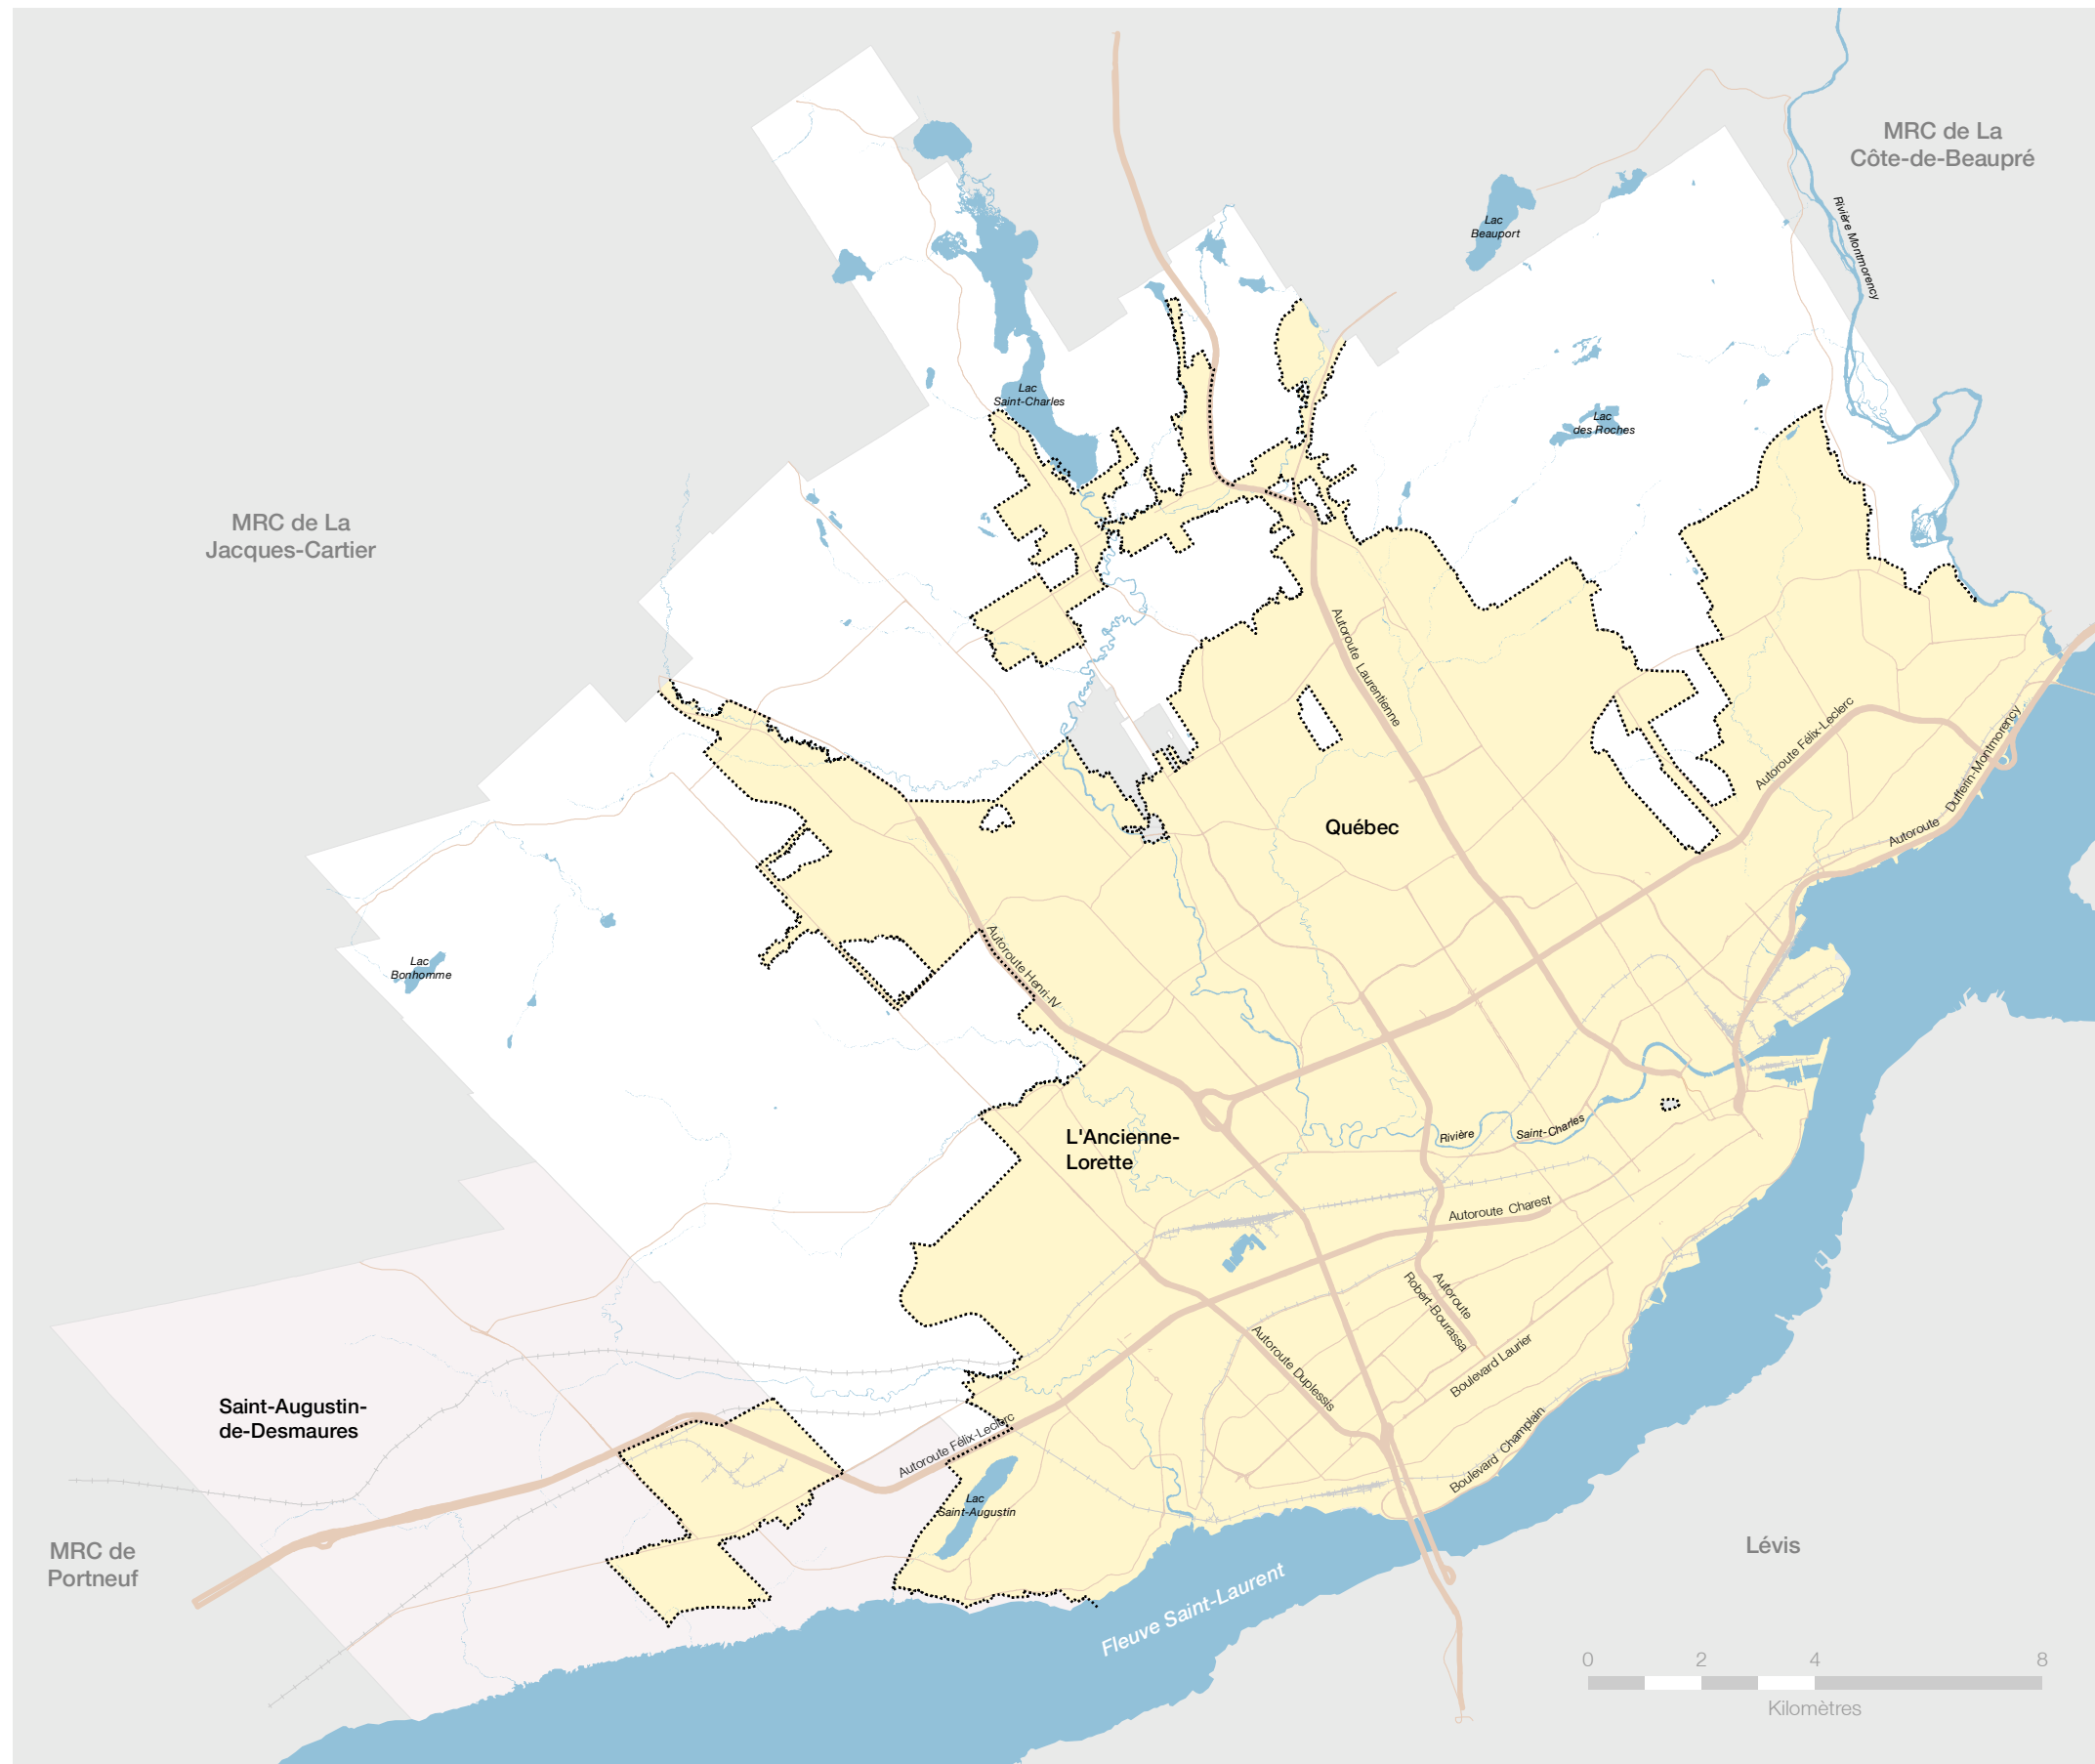 MRC de La
Côte-de-Beaupré
Rivière Montmorency
Lac
Beauport
Lac
Saint-Charles
Lac
des Roches
MRC de La
Jacques-Cartier
Autoroute Laurentienne
Autoroute Félix-Leclerc
Autoroute Dufferin-Montmorency
Québec
Lac
Bonhomme
Autoroute Henri-IV
L'Ancienne-
Lorette
Rivière Saint-Charles
Autoroute Charest
Autoroute
Robert-Bourassa
Autoroute Duplessis
Boulevard Laurier
Saint-Augustin-
de-Desmaures
Autoroute Félix-Leclerc
Boulevard Champlain
Lac
Saint-Augustin
MRC de
Portneuf
Lévis
Fleuve Saint-Laurent
0 2 4 8
Kilomètres